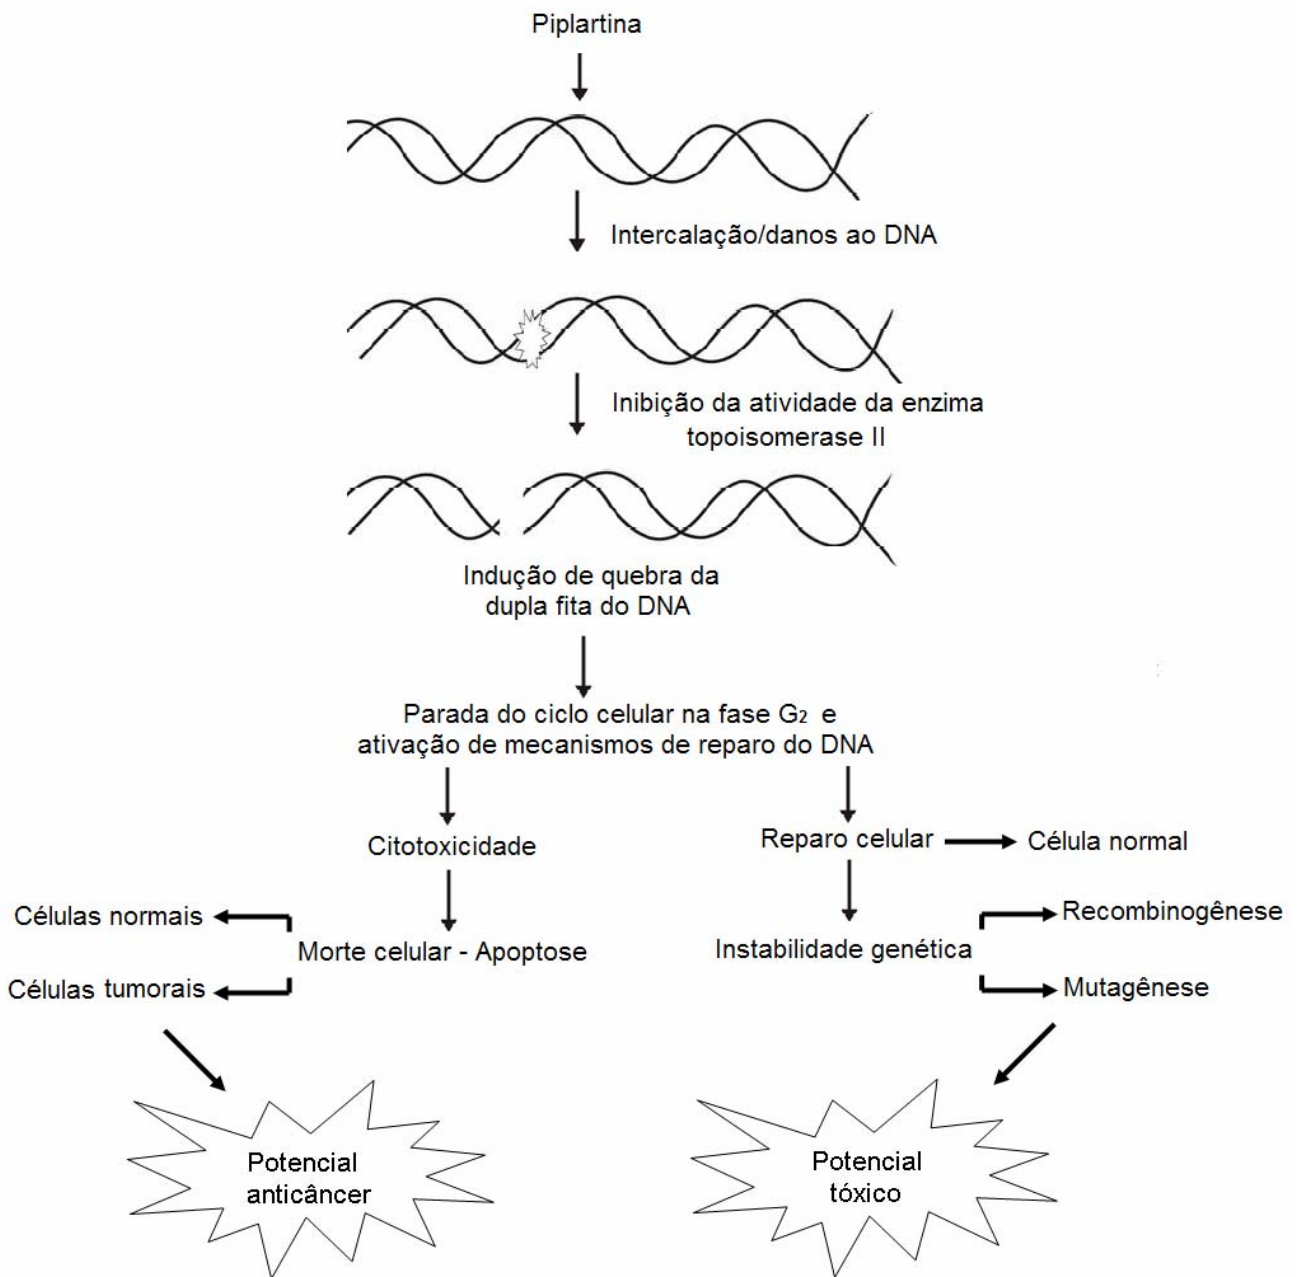 Piplartina
Intercalação/danos ao DNA
Inibição da atividade da enzima
topoisomerase II
Indução de quebra da
dupla fita do DNA
Parada do ciclo celular na fase G₂ e
ativação de mecanismos de reparo do DNA
Citotoxicidade
Reparo celular
Célula normal
Células normais
Morte celular - Apoptose
Células tumorais
Instabilidade genética
Recombinogênese
Mutagênese
Potencial
anticâncer
Potencial
tóxico